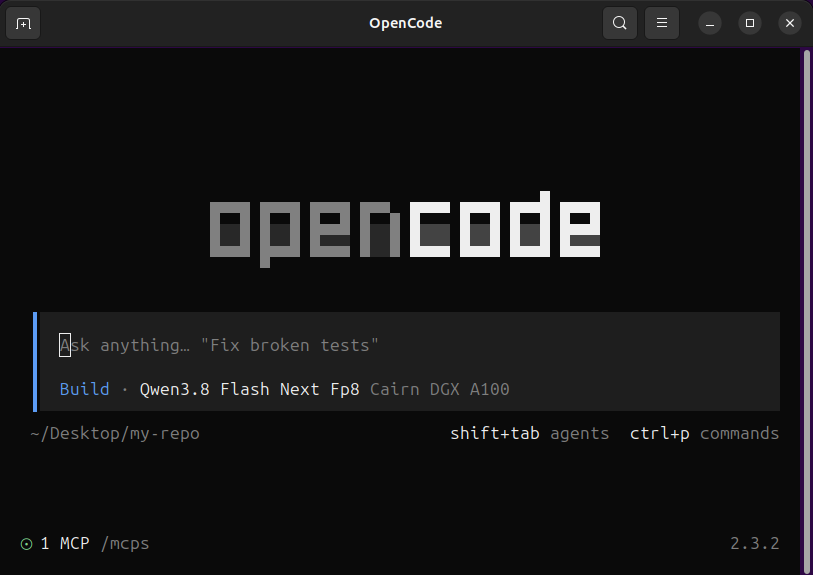 OpenCode
opencode
Ask anything… "Fix broken tests"
Build · Qwen3.8 Flash Next Fp8 Cairn DGX A100
~/Desktop/my-repo shift+tab agents ctrl+p commands
⊙ 1 MCP /mcps 2.3.2